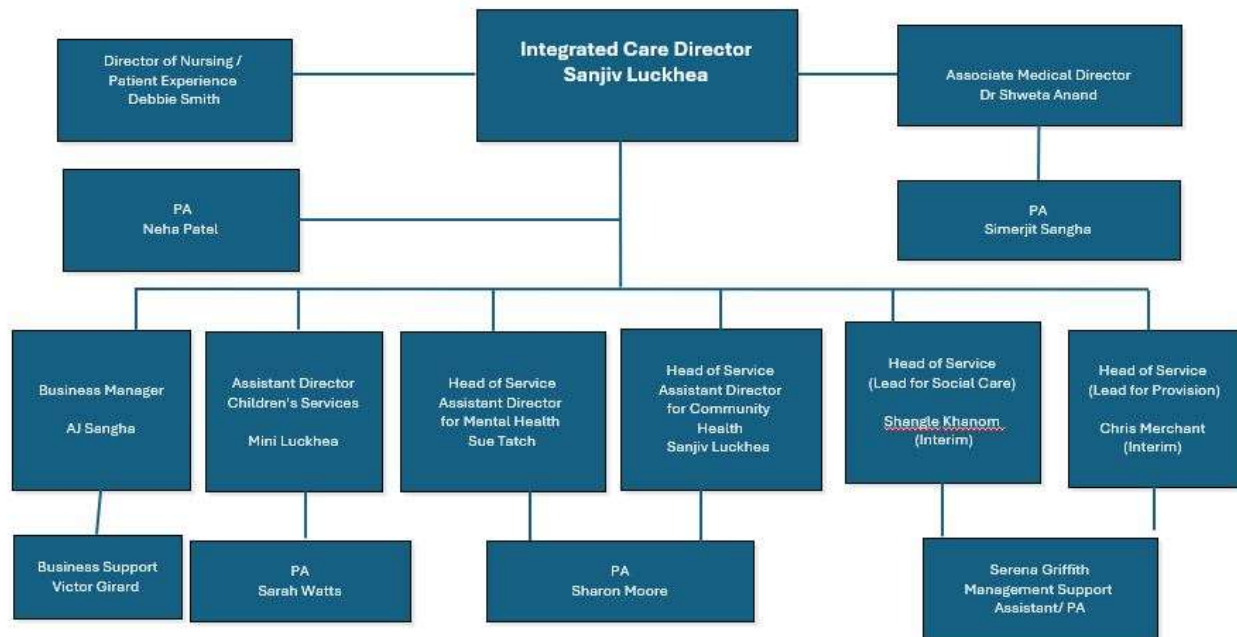 Integrated Care Director
Sanjiv Luckhea
Director of Nursing /
Patient Experience
Debbie Smith
Associate Medical Director
Dr Shweta Anand
PA
Neha Patel
PA
Simerjit Sangha
Business Manager
AJ Sangha
Assistant Director
Children's Services
Mini Luckhea
Head of Service
Assistant Director
for Mental Health
Sue Tatch
Head of Service
Assistant Director
for Community
Health
Sanjiv Luckhea
Head of Service
(Lead for Social Care)
Shangle Khanom
(Interim)
Head of Service
(Lead for Provision)
Chris Merchant
(Interim)
Business Support
Victor Girard
PA
Sarah Watts
PA
Sharon Moore
Serena Griffith
Management Support
Assistant/ PA